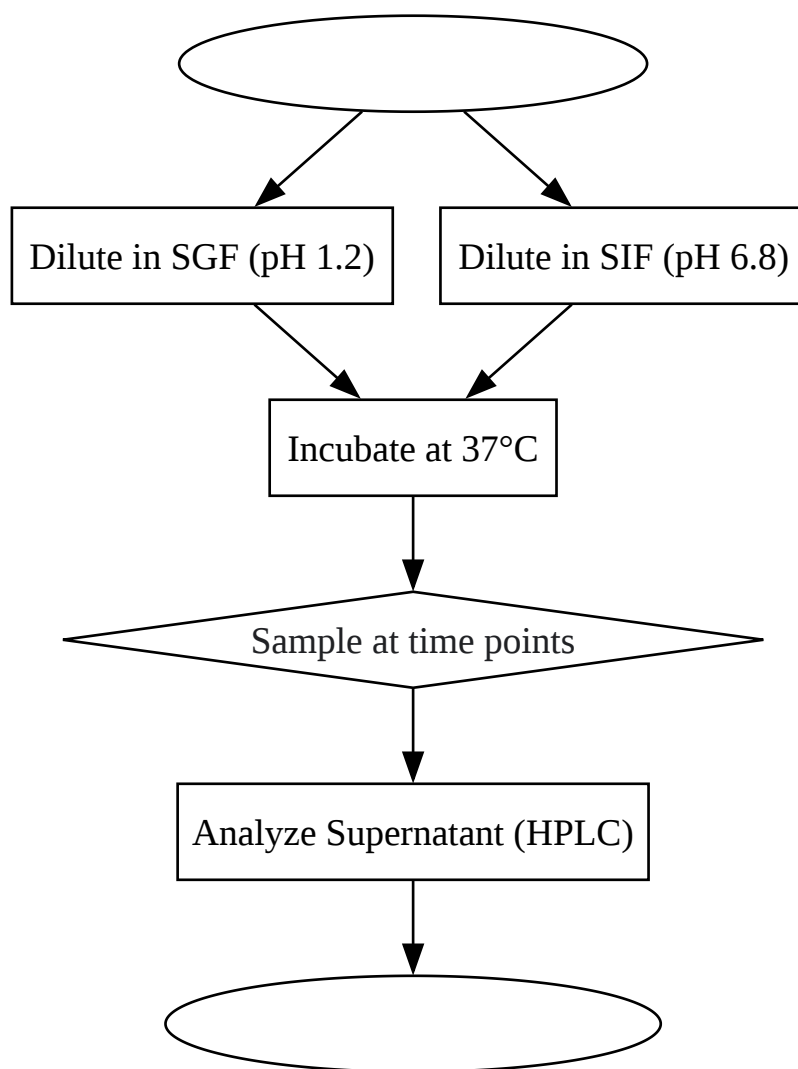 Dilute in SGF (pH 1.2)
Dilute in SIF (pH 6.8)
Incubate at 37°C
Sample at time points
Analyze Supernatant (HPLC)